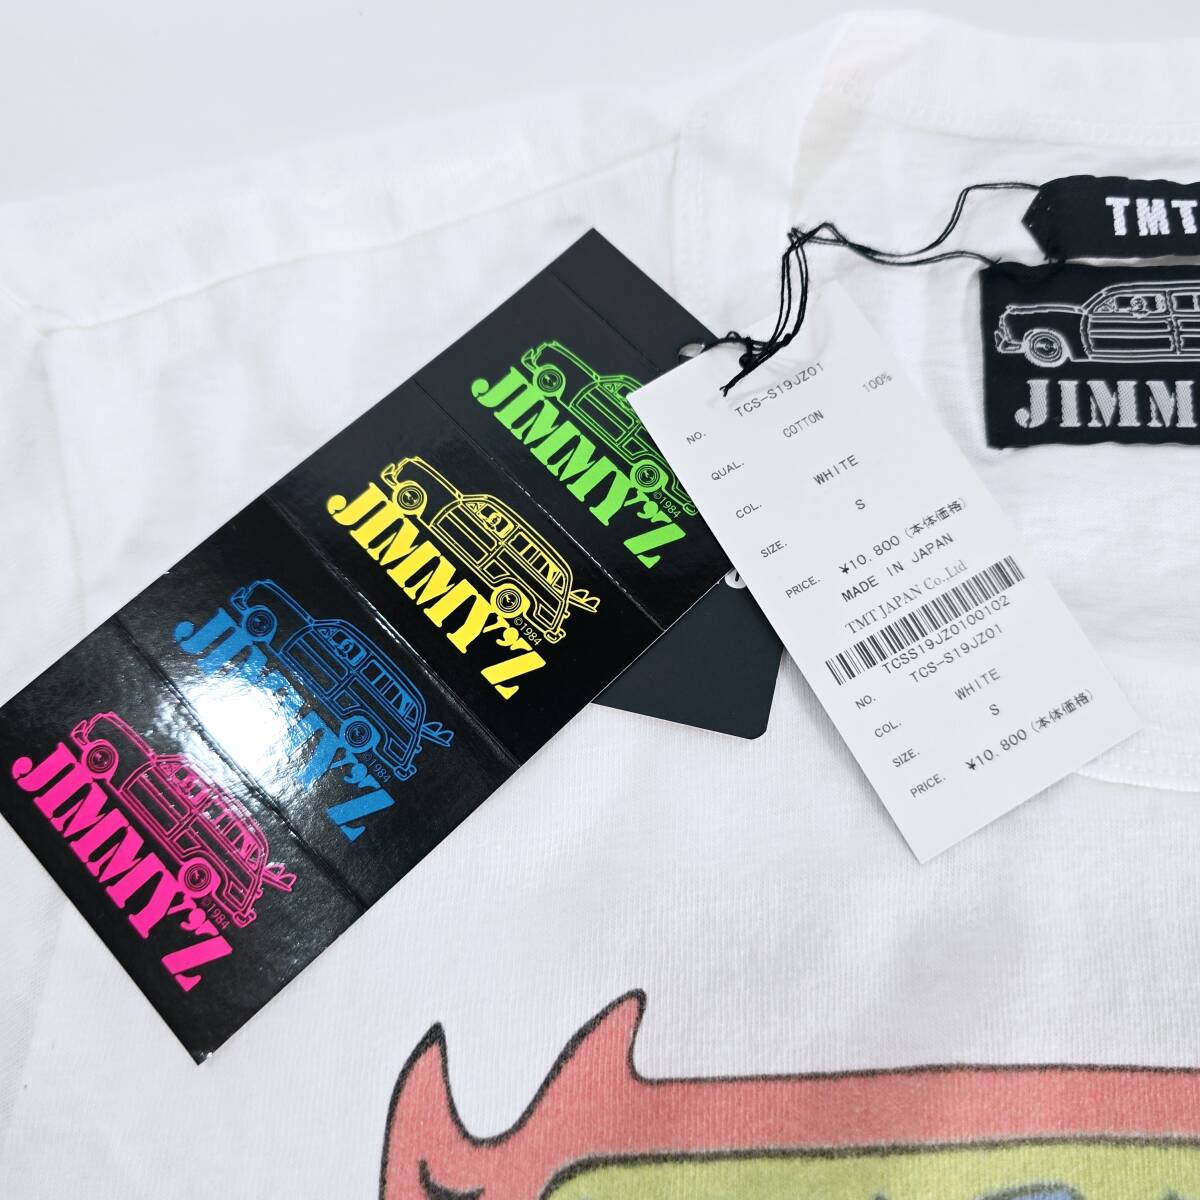 TMT
JIMM
JIMMY'Z
©1984
JIMMY'Z
©1984
JIMMY'Z
©1984
JIMMY'Z
©1984
NO. TCS-S19JZ01
QUAL. COTTON 100%
COL. WHITE
SIZE. S
PRICE. ¥10.800(本体価格)
MADE IN JAPAN
TMT JAPAN Co.,Ltd
TCSS19JZ0100102
NO. TCS-S19JZ01
COL. WHITE
SIZE. S
PRICE. ¥10.800(本体価格)